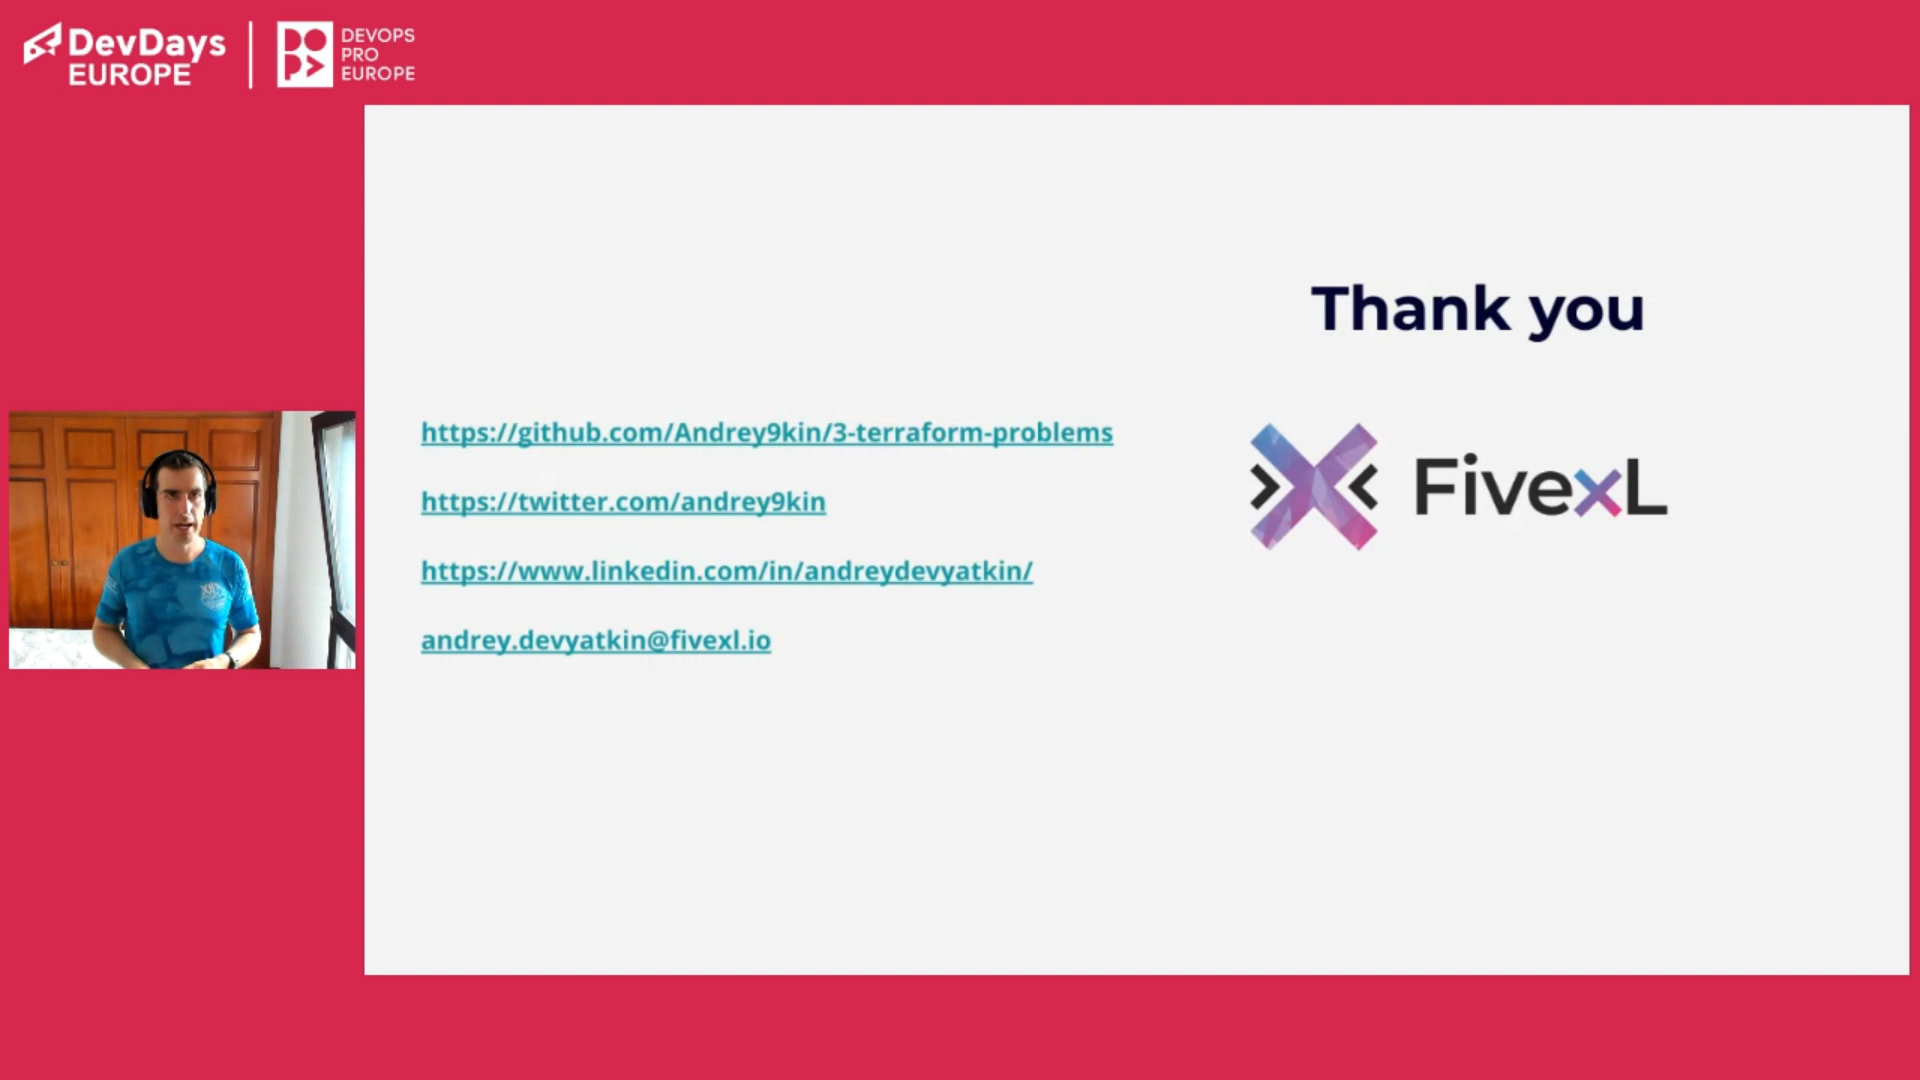 DevDays
EUROPE
DEVOPS
PRO
EUROPE
Thank you
https://github.com/Andrey9kin/3-terraform-problems
https://twitter.com/andrey9kin
https://www.linkedin.com/in/andreydevyatkin/
andrey.devyatkin@fivexl.io
FivexL